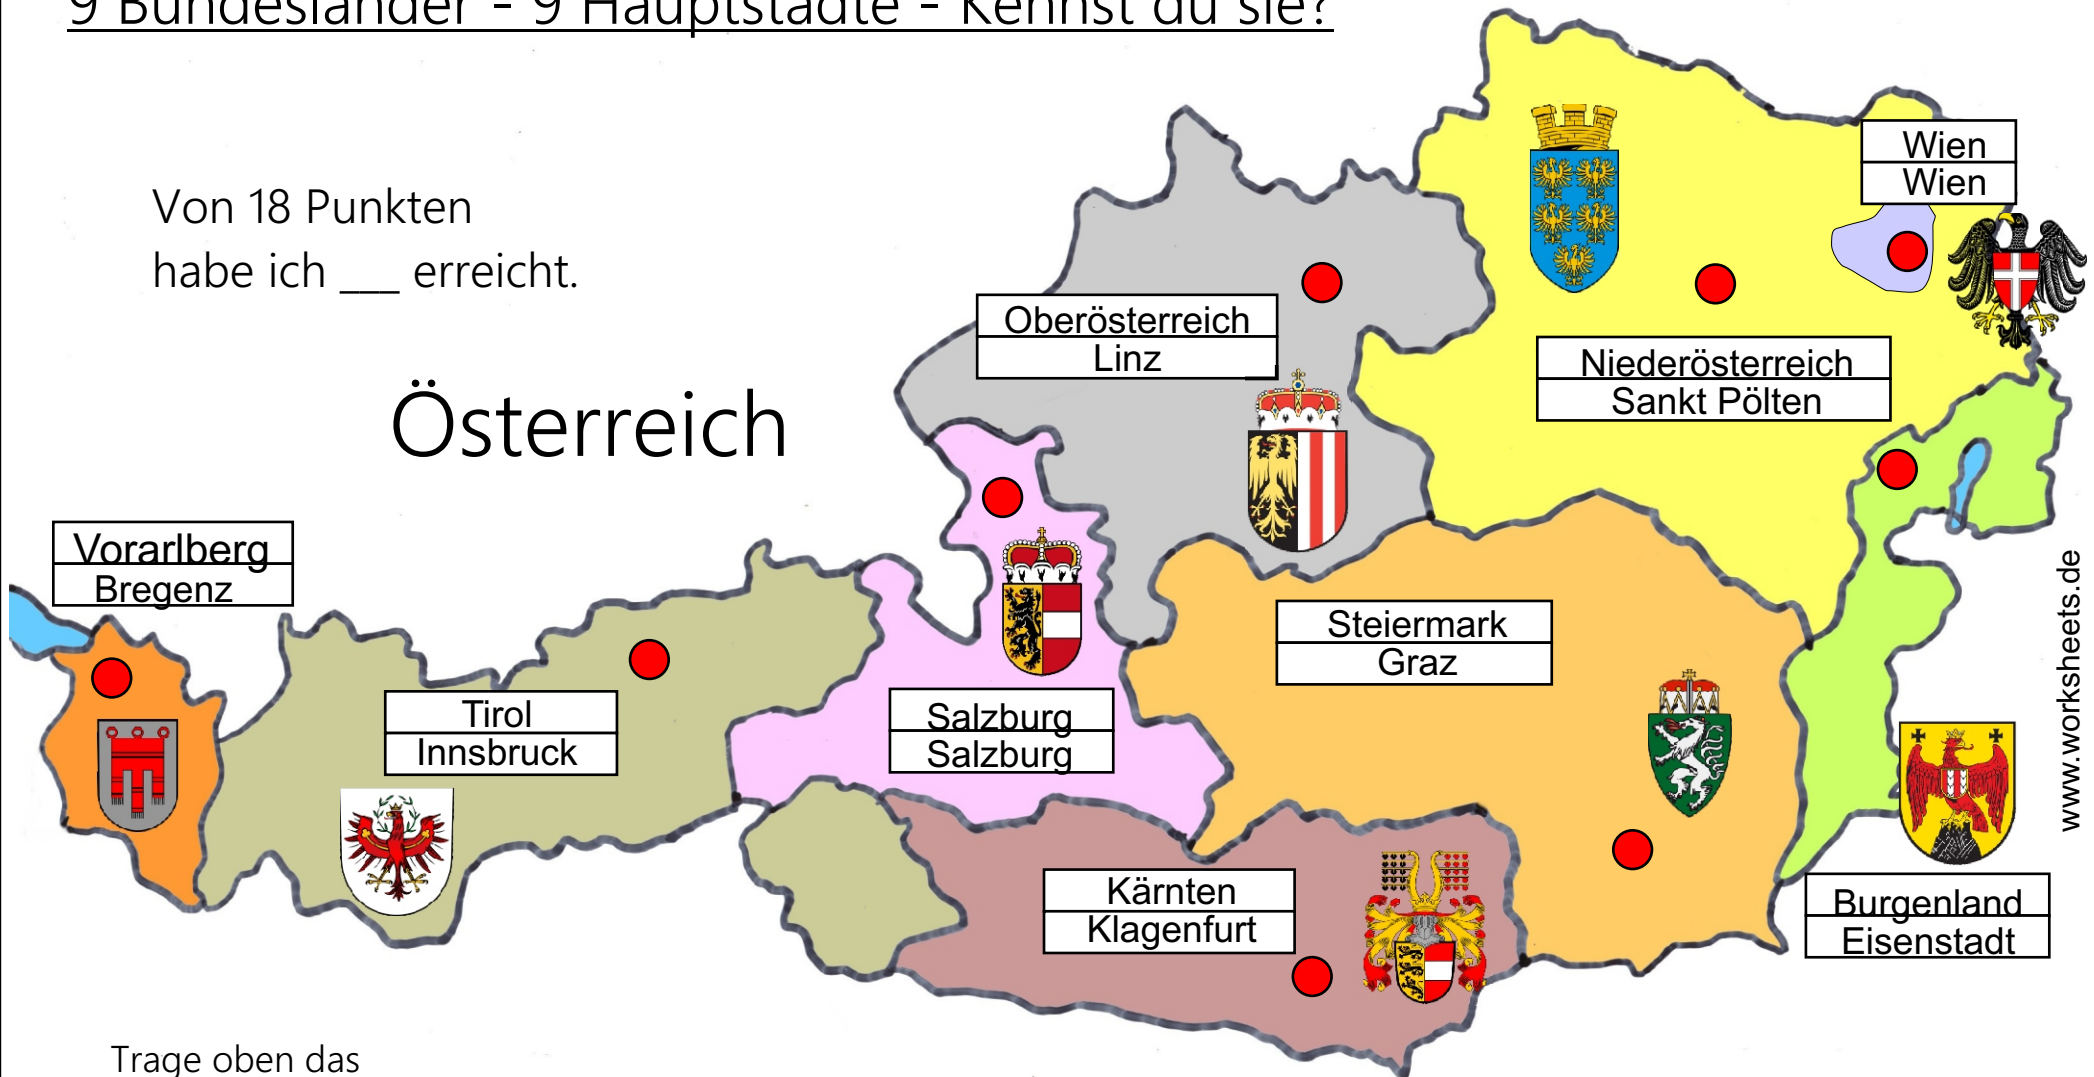 9 Bundesländer - 9 Hauptstädte - Kennst du sie?
Von 18 Punkten
habe ich ___ erreicht.
Österreich
Wien
Wien
Oberösterreich
Linz
Niederösterreich
Sankt Pölten
Vorarlberg
Bregenz
Tirol
Innsbruck
Salzburg
Salzburg
Steiermark
Graz
Kärnten
Klagenfurt
Burgenland
Eisenstadt
www.worksheets.de
Trage oben das